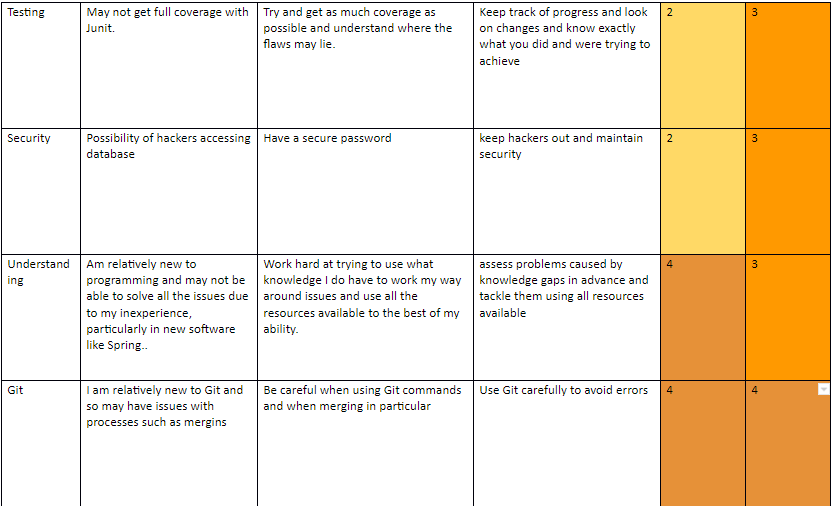 Testing
May not get full coverage with
Junit.
Try and get as much coverage as
possible and understand where the
flaws may lie.
Keep track of progress and look
on changes and know exactly
what you did and were trying to
achieve
2
3
Security
Possibility of hackers accessing
database
Have a secure password
keep hackers out and maintain
security
2
3
Understand
ing
Am relatively new to
programming and may not be
able to solve all the issues due
to my inexperience,
particularly in new software
like Spring..
Work hard at trying to use what
knowledge I do have to work my way
around issues and use all the
resources available to the best of my
ability.
assess problems caused by
knowledge gaps in advance and
tackle them using all resources
available
4
3
Git
I am relatively new to Git and
so may have issues with
processes such as mergins
Be careful when using Git commands
and when merging in particular
Use Git carefully to avoid errors
4
4